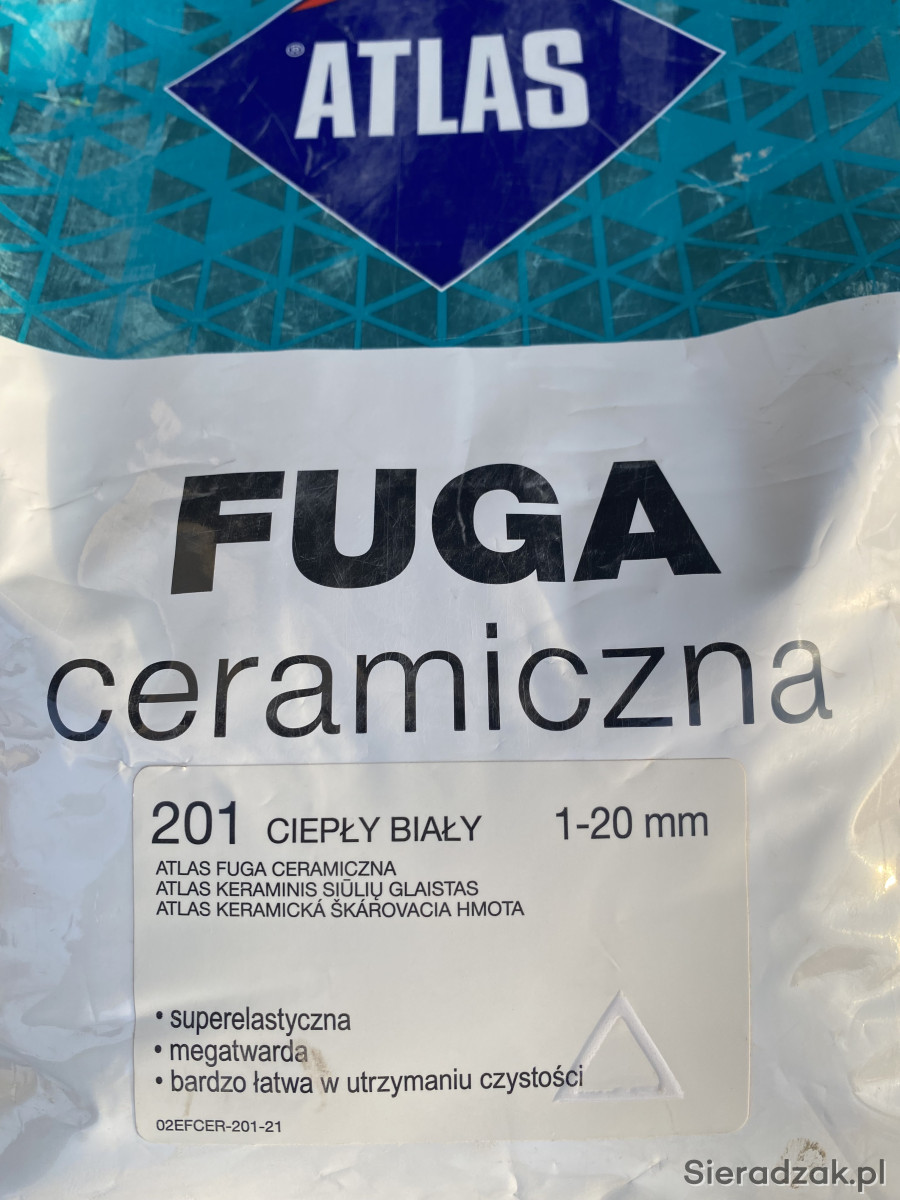 ® ATLAS
FUGA
ceramiczna
201 CIEPŁY BIAŁY 1-20 mm
ATLAS FUGA CERAMICZNA
ATLAS KERAMINIS SIŪLIŲ GLAISTAS
ATLAS KERAMICKÁ ŠKÁROVACIA HMOTA
• superelastyczna
• megatwarda
• bardzo łatwa w utrzymaniu czystości
02EFCER-201-21
Sieradzak.pl